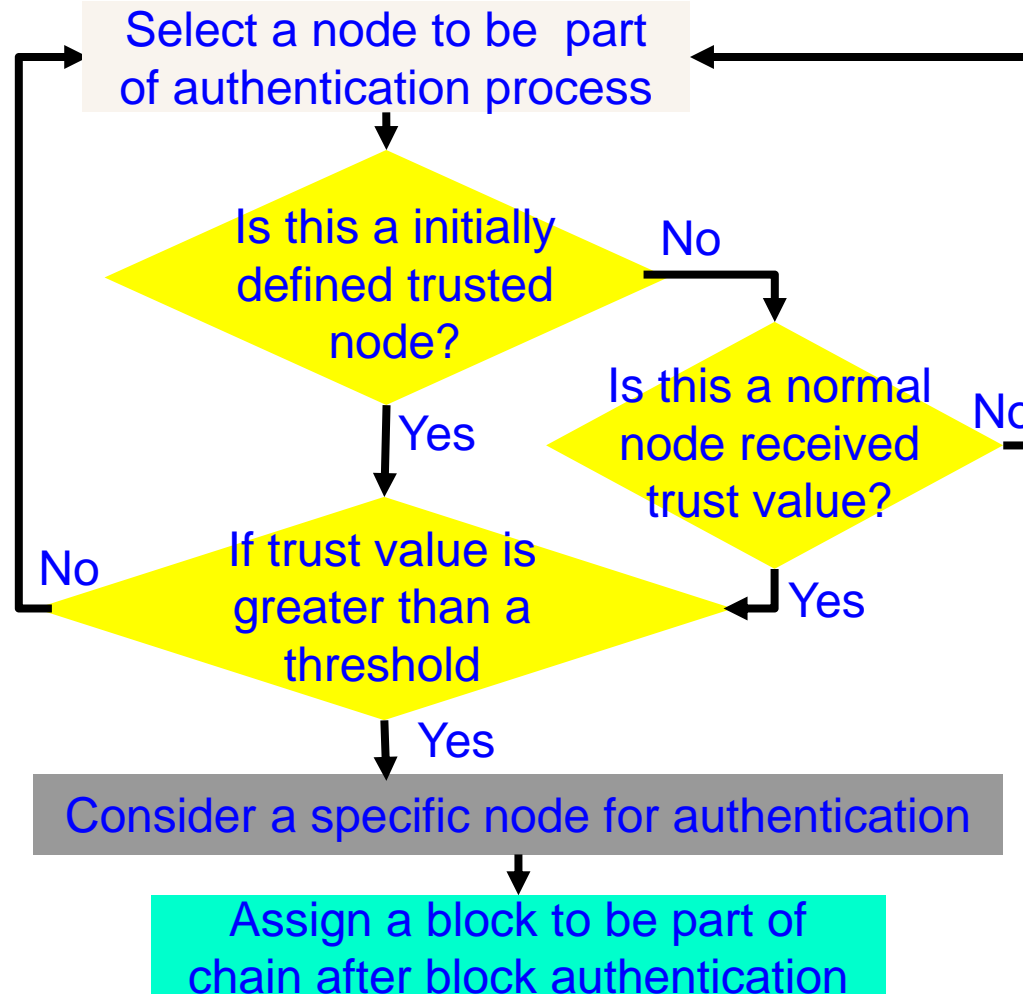 Select a node to be  part
of authentication process
Is this a initially
defined trusted
node?
No
Is this a normal
node received
trust value?
No
Yes
If trust value is
greater than a
threshold
No
Yes
Yes
Consider a specific node for authentication
Assign a block to be part of
chain after block authentication